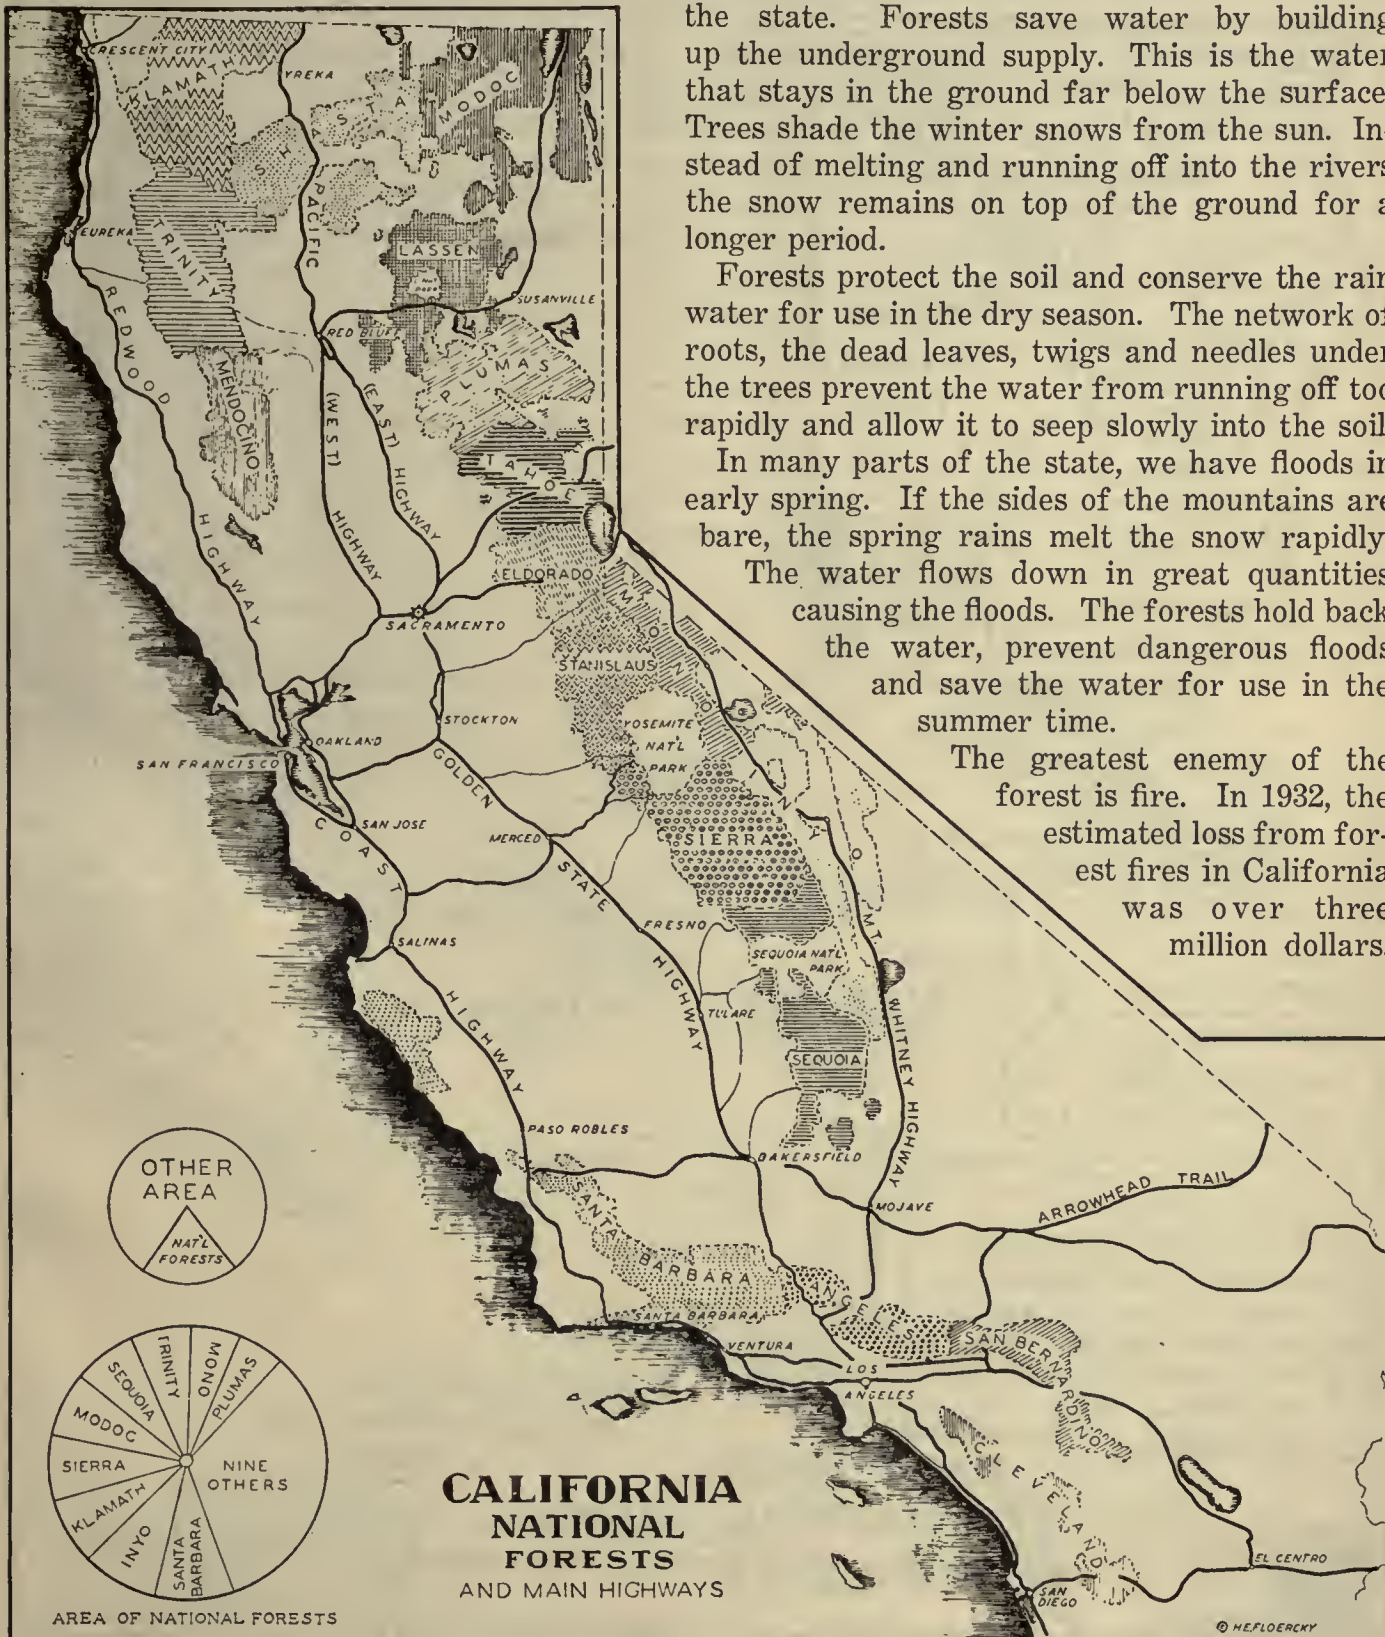 the state. Forests save water by building
up the underground supply. This is the water
that stays in the ground far below the surface
Trees shade the winter snows from the sun. In-
stead of melting and running off into the rivers
the snow remains on top of the ground for a
longer period.
Forests protect the soil and conserve the rain
water for use in the dry season. The network of
roots, the dead leaves, twigs and needles under
the trees prevent the water from running off too
rapidly and allow it to seep slowly into the soil
In many parts of the state, we have floods in
early spring. If the sides of the mountains are
bare, the spring rains melt the snow rapidly
The water flows down in great quantities
causing the floods. The forests hold back
the water, prevent dangerous floods
and save the water for use in the
summer time.
The greatest enemy of the
forest is fire. In 1932, the
estimated loss from for-
est fires in California
was over three
million dollars.
CRESCENT CITY
KLAMATH
YREKA
SHASTA
MODOC
PACIFIC
EUREKA
TRINITY
LASSEN
NAT
PARK
SUSANVILLE
RED BLUFF
REDWOOD
HIGHWAY
MENDOCINO
PLUMAS
(WEST)
HIGHWAY
(EAST) HIGHWAY
TAHOE
ELDORADO
SACRAMENTO
MONO
STANISLAUS
STOCKTON
YOSEMITE
NAT'L
PARK
OAKLAND
SAN FRANCISCO
GOLDEN
STATE
HIGHWAY
INYO
COAST
HIGHWAY
SAN JOSE
MERCED
SIERRA
FRESNO
SALINAS
SEQUOIA NAT'L
PARK
MT. WHITNEY HIGHWAY
TULARE
SEQUOIA
PASO ROBLES
BAKERSFIELD
MOJAVE
ARROWHEAD TRAIL
SANTA
BARBARA
ANGELES
SANTA BARBARA
VENTURA
LOS
ANGELES
SAN BERNARDINO
CLEVELAND
EL CENTRO
SAN
DIEGO
OTHER
AREA
NAT'L
FORESTS
TRINITY
MONO
PLUMAS
SEQUOIA
MODOC
SIERRA
KLAMATH
INYO
SANTA
BARBARA
NINE
OTHERS
AREA OF NATIONAL FORESTS
CALIFORNIA
NATIONAL
FORESTS
AND MAIN HIGHWAYS
© H.E.FLOERCKY